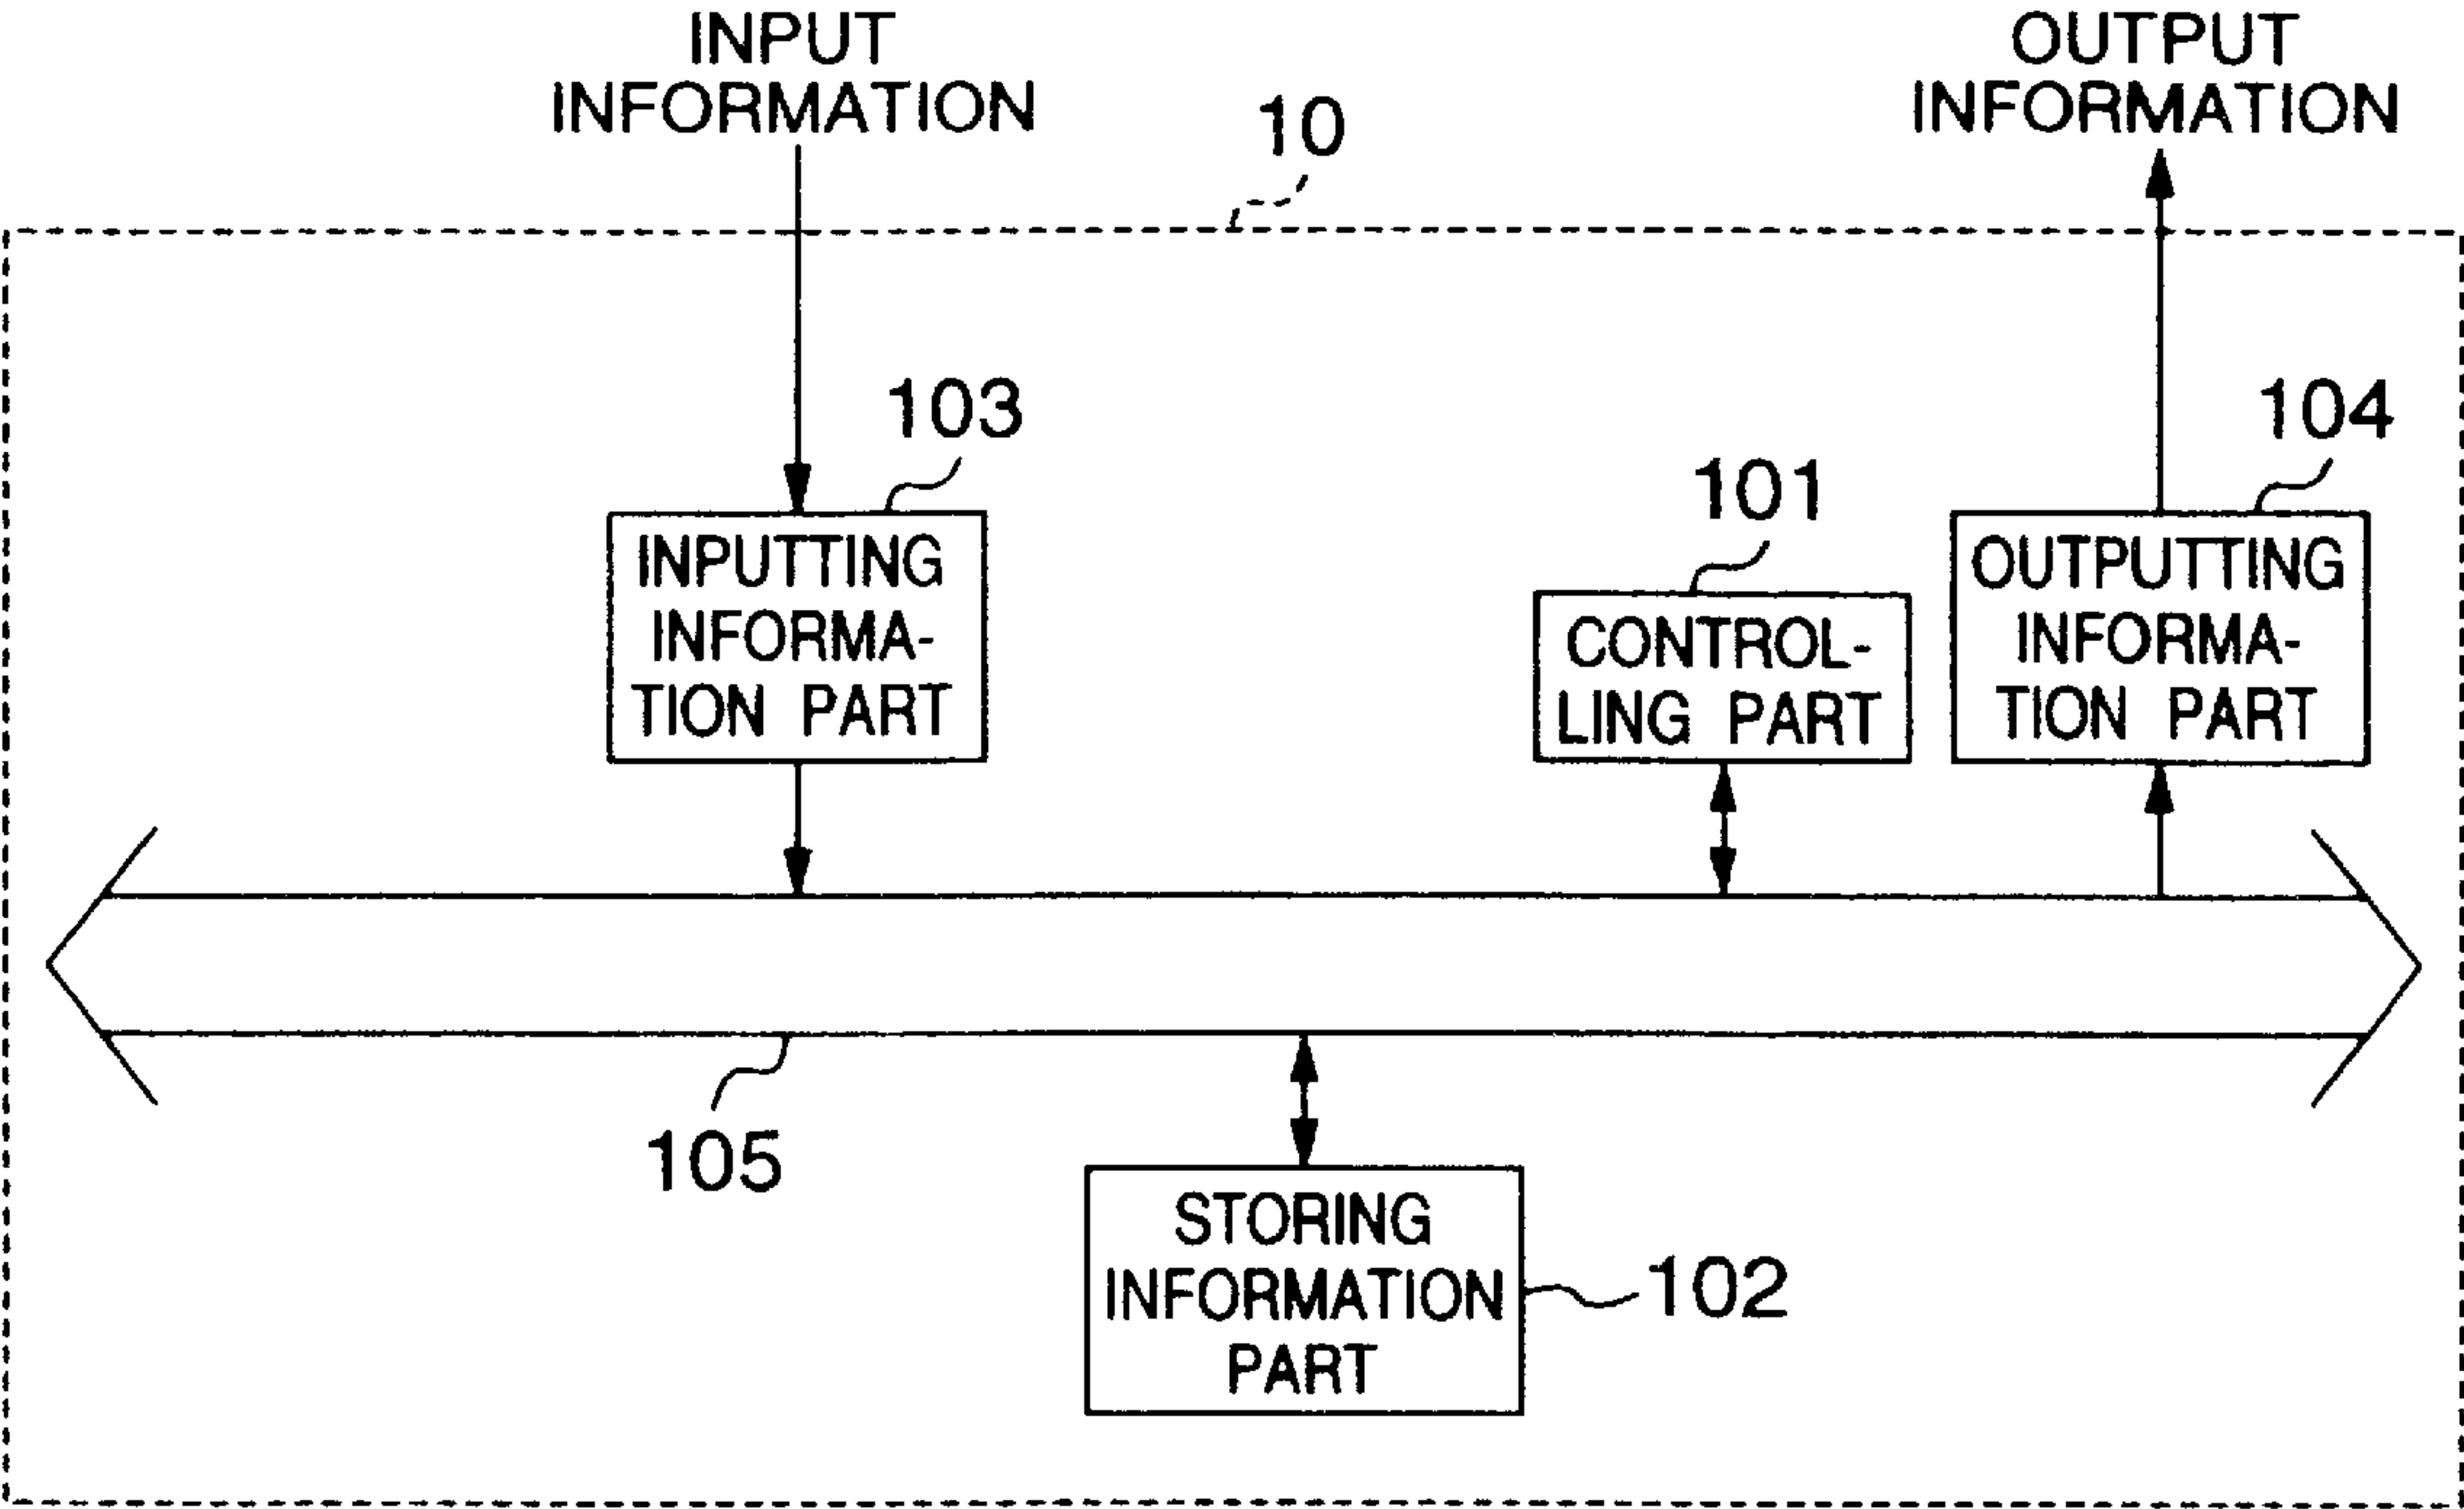 INPUT
INFORMATION
OUTPUT
INFORMATION
10
103
104
101
INPUTTING
INFORMA-
TION PART
CONTROL-
LING PART
OUTPUTTING
INFORMA-
TION PART
105
STORING
INFORMATION
PART
102